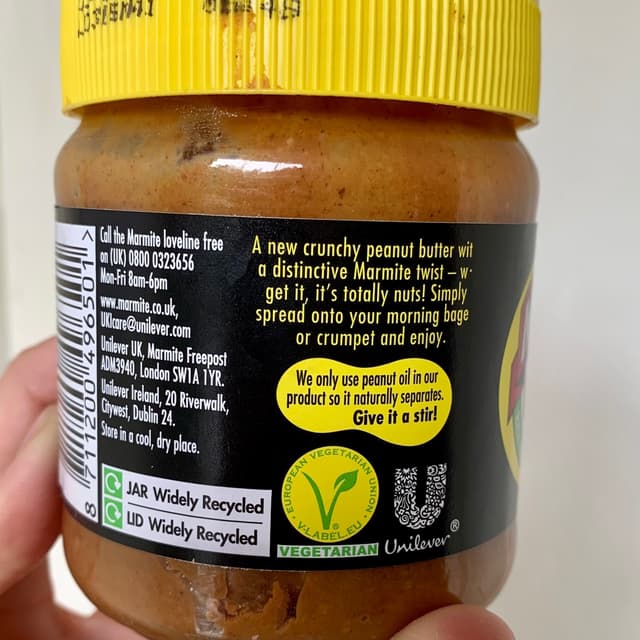 Call the Marmite loveline free
on (UK) 0800 0323656
Mon-Fri 8am-6pm
www.marmite.co.uk,
UKIcare@unilever.com
Unilever UK, Marmite Freepost
ADM3940, London SW1A 1YR.
Unilever Ireland, 20 Riverwalk,
Citywest, Dublin 24.
Store in a cool, dry place.
8 711200 496501 >
JAR Widely Recycled
LID Widely Recycled
A new crunchy peanut butter wit
a distinctive Marmite twist – w
get it, it's totally nuts! Simply
spread onto your morning bage
or crumpet and enjoy.
We only use peanut oil in our
product so it naturally separates.
Give it a stir!
EUROPEAN VEGETARIAN UNION
V-LABEL.EU
VEGETARIAN
Unilever®